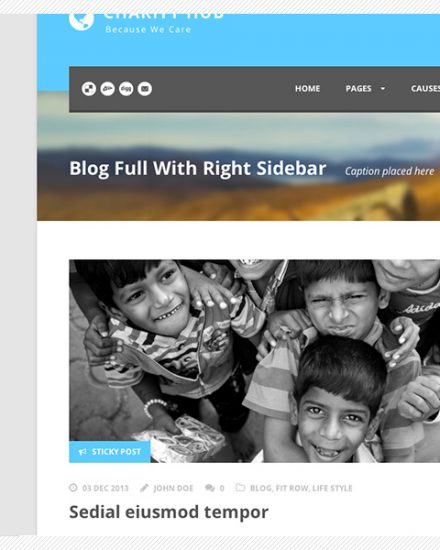 CHARITY HUB
Because We Care
HOME PAGES CAUSES
Blog Full With Right Sidebar Caption placed here
STICKY POST
03 DEC 2013 JOHN DOE 0 BLOG, FIT ROW, LIFE STYLE
Sedial eiusmod tempor